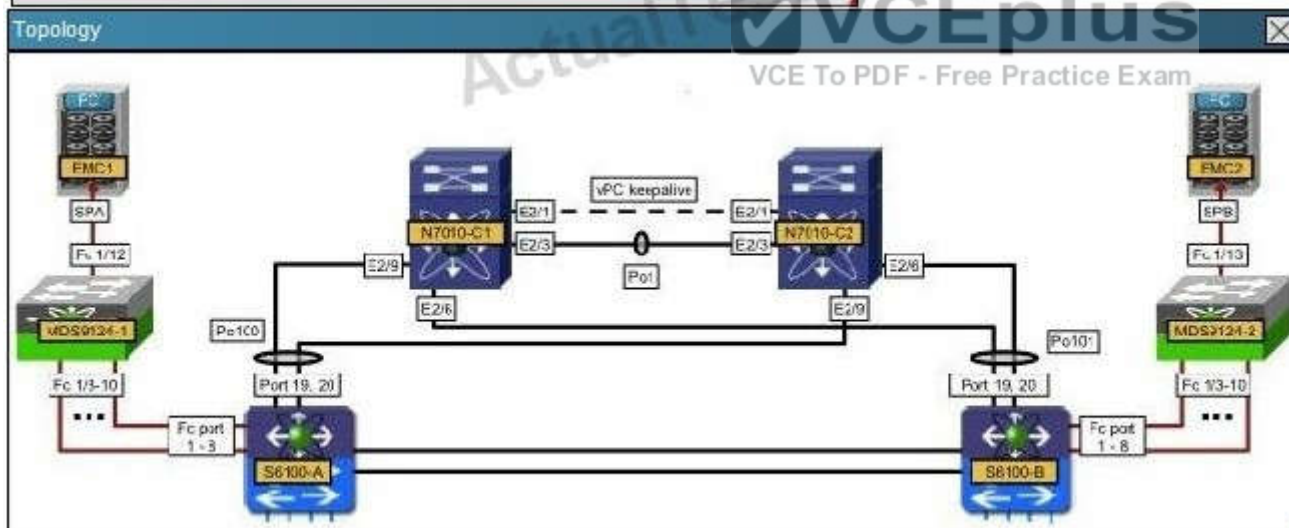 Topology
VCEplus
VCE To PDF - Free Practice Exam
FC
EMC1
SPA
Fc 1/12
MDS9124-1
Fc 1/3-10
...
Fc port
1 - 8
Po100
Port 19, 20
S6100-A
E2/9
N7010-C1
E2/1
E2/3
E2/6
vPC keepalive
Po1
E2/1
E2/3
N7010-C2
E2/9
E2/6
Po101
Port 19, 20
S6100-B
Fc port
1 - 8
EMC2
SPB
Fc 1/13
MDS9124-2
Fc 1/3-10
...